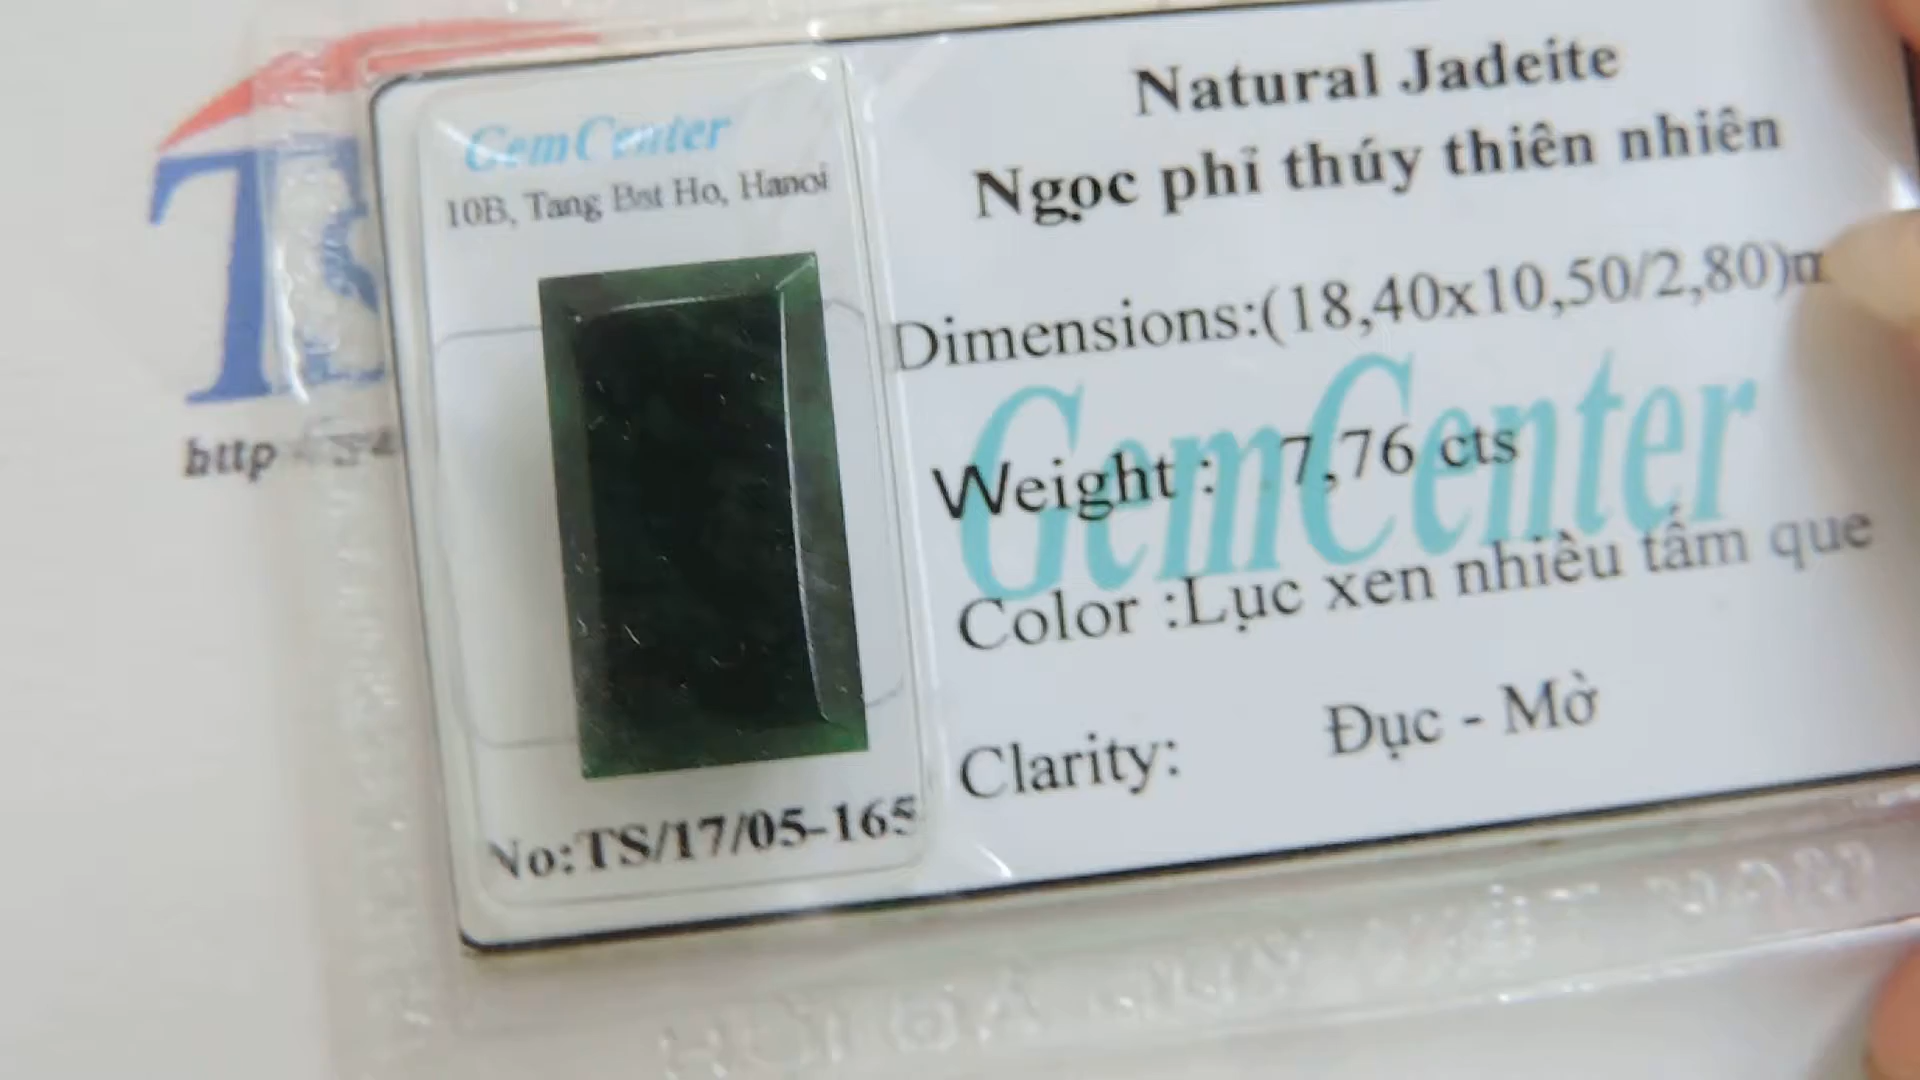 TS
http
GemCenter
10B, Tang Bat Ho, Hanoi
No:TS/17/05-165
Natural Jadeite
Ngọc phỉ thúy thiên nhiên
Dimensions:(18,40x10,50/2,80)m
GemCenter
Weight : 7,76 cts
Color :Lục xen nhiều tấm que
Clarity: Đục - Mờ